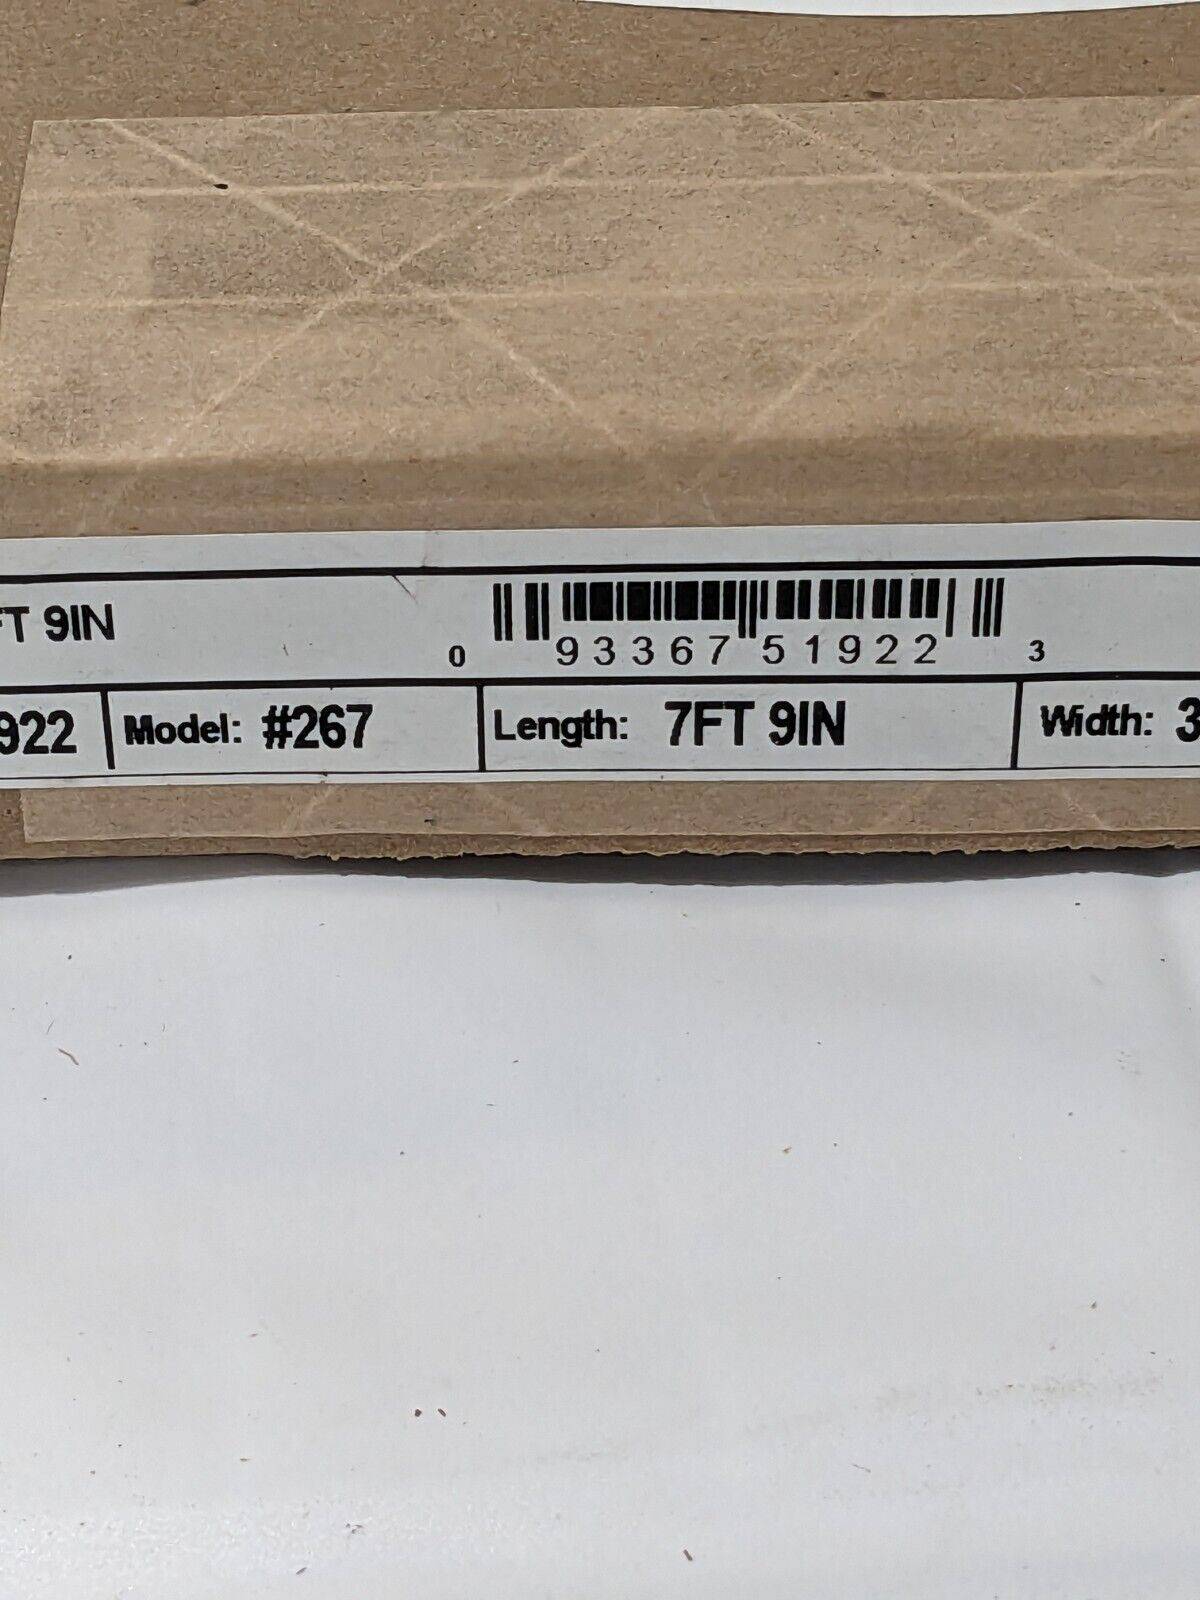 FT 9IN
0 93367 51922 3
922 Model: #267 Length: 7FT 9IN Width: 3